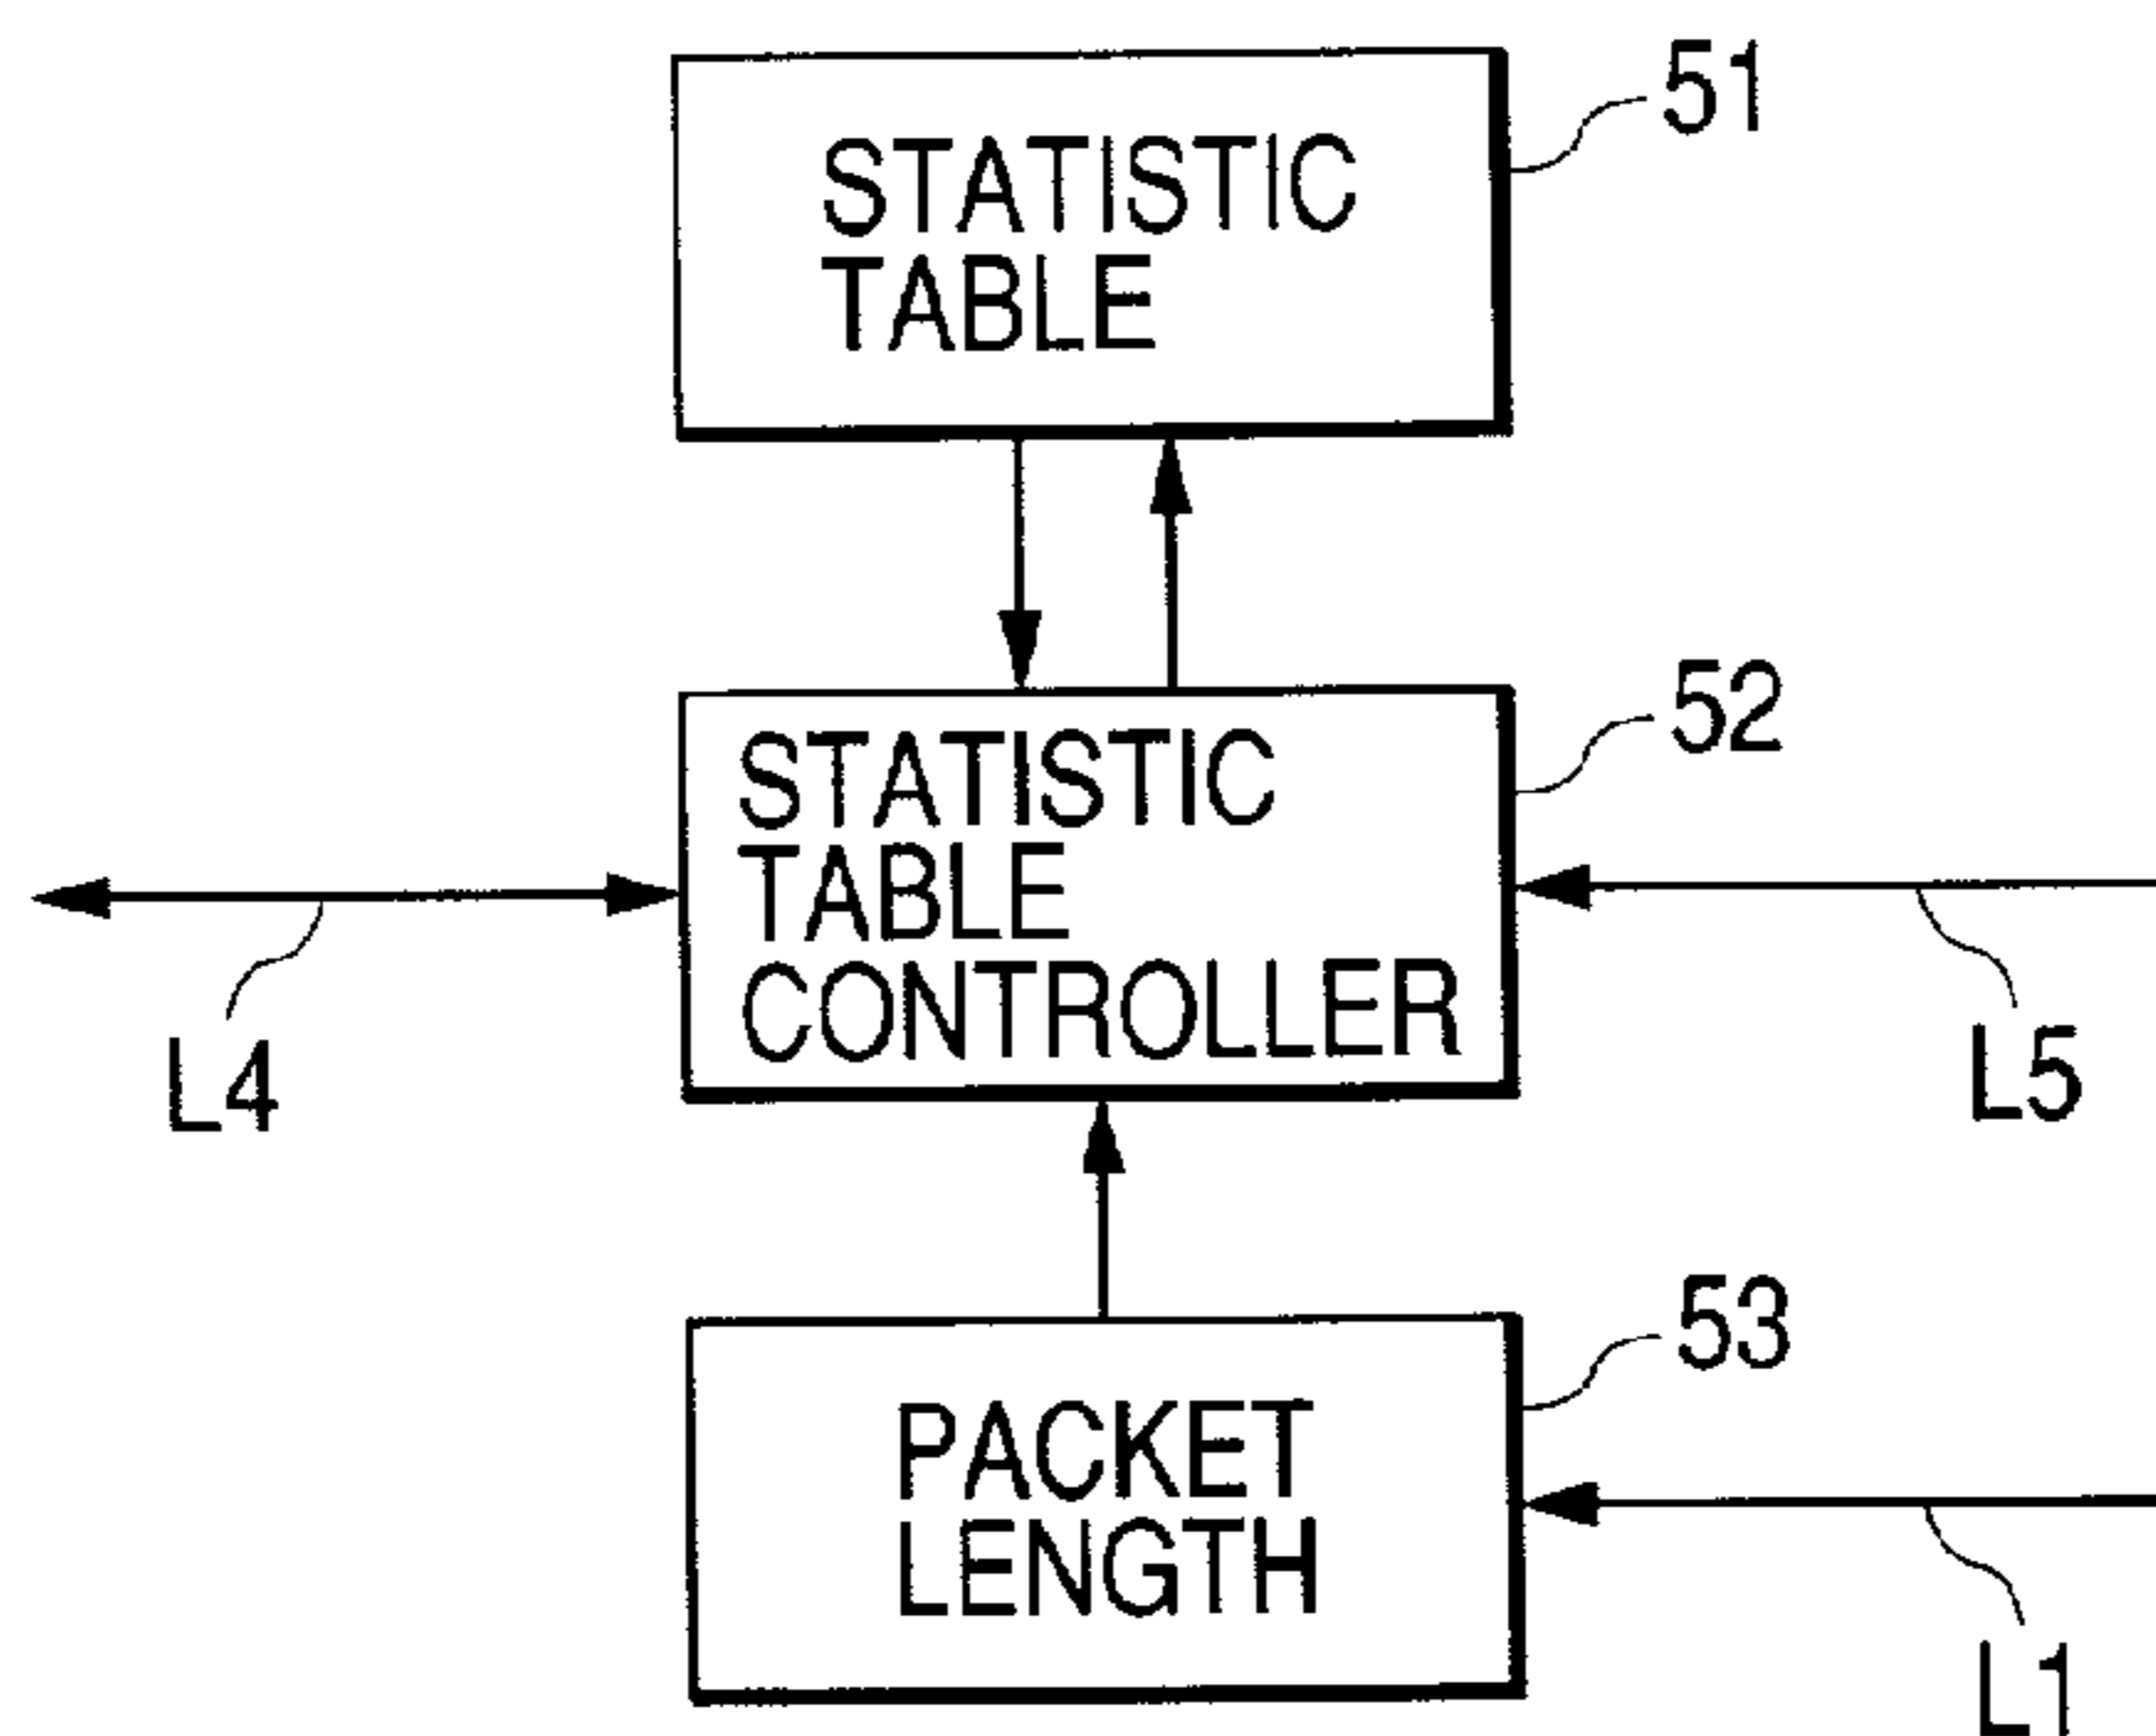 51
STATISTIC
TABLE
52
STATISTIC
TABLE
CONTROLLER
L4
L5
53
PACKET
LENGTH
L1